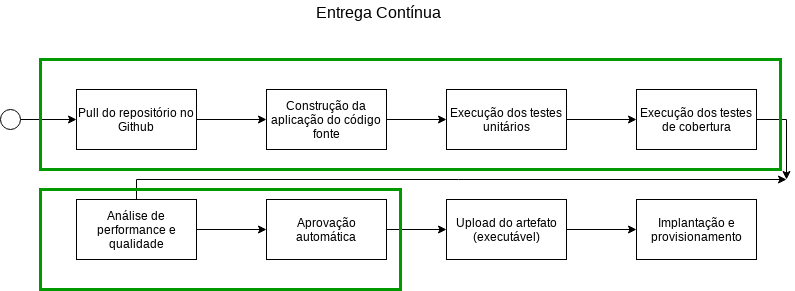 Entrega Contínua
Pull do repositório no
Github
Construção da
aplicação do código
fonte
Execução dos testes
unitários
Execução dos testes
de cobertura
Análise de
performance e
qualidade
Aprovação
automática
Upload do artefato
(executável)
Implantação e
provisionamento